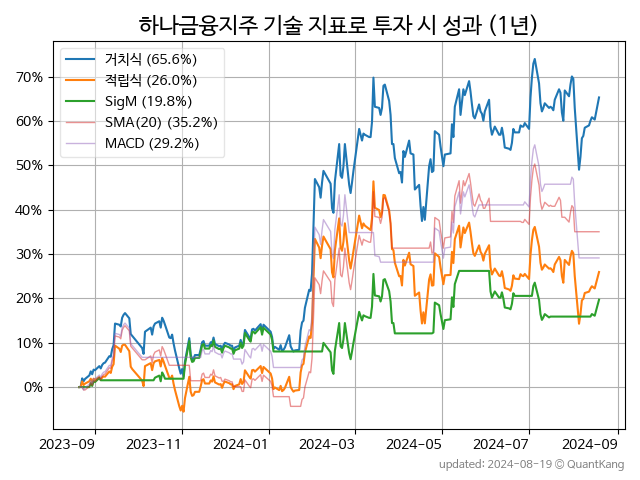 하나금융지주 기술 지표로 투자 시 성과 (1년)
거치식 (65.6%)
적립식 (26.0%)
SigM (19.8%)
SMA(20) (35.2%)
MACD (29.2%)
70%
60%
50%
40%
30%
20%
10%
0%
2023-09 2023-11 2024-01 2024-03 2024-05 2024-07 2024-09
updated: 2024-08-19 © QuantKang